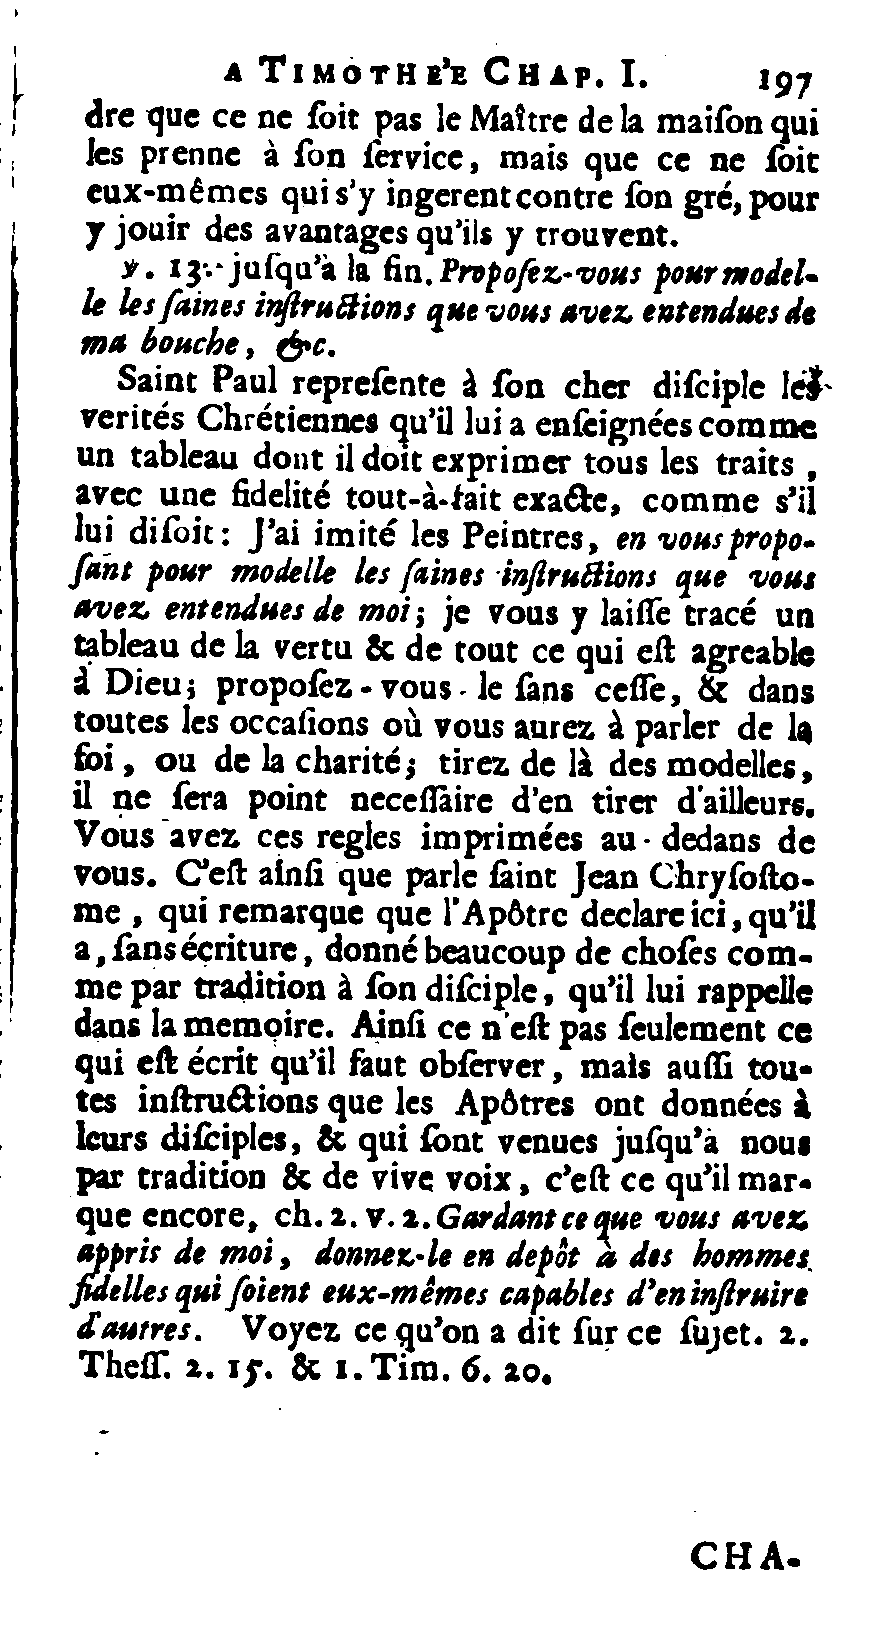 A TIMOTHE'E CHAP. I. 197
dre que ce ne ſoit pas le Maître de la maiſon qui
les prenne à ſon ſervice, mais que ce ne ſoit
eux-mêmes qui s'y ingerent contre ſon gré, pour
y jouir des avantages qu'ils y trouvent.
℣. 13. juſqu'à la fin. Propoſez-vous pour model-
le les ſaines inſtructions que vous avez entendues de
ma bouche, &c.
Saint Paul repreſente à ſon cher diſciple les
verités Chrétiennes qu'il lui a enſeignées comme
un tableau dont il doit exprimer tous les traits,
avec une fidelité tout-à-fait exacte, comme s'il
lui diſoit: J'ai imité les Peintres, en vous propo-
ſant pour modelle les ſaines inſtructions que vous
avez entendues de moi; je vous y laiſſe tracé un
tableau de la vertu & de tout ce qui eſt agreable
à Dieu; propoſez-vous-le ſans ceſſe, & dans
toutes les occaſions où vous aurez à parler de la
foi, ou de la charité; tirez de là des modelles,
il ne ſera point neceſſaire d'en tirer d'ailleurs.
Vous avez ces regles imprimées au-dedans de
vous. C'eſt ainſi que parle ſaint Jean Chryſoſto-
me, qui remarque que l'Apôtre declare ici, qu'il
a, ſans écriture, donné beaucoup de choſes com-
me par tradition à ſon diſciple, qu'il lui rappelle
dans la memoire. Ainſi ce n'eſt pas ſeulement ce
qui eſt écrit qu'il faut obſerver, mais auſſi tou-
tes inſtructions que les Apôtres ont données à
leurs diſciples, & qui ſont venues juſqu'à nous
par tradition & de vive voix, c'eſt ce qu'il mar-
que encore, ch. 2. v. 2. Gardant ce que vous avez
appris de moi, donnez-le en depôt à des hommes
fidelles qui ſoient eux-mêmes capables d'en inſtruire
d'autres. Voyez ce qu'on a dit ſur ce ſujet. 2.
Theſſ. 2. 15. & 1. Tim. 6. 20.
CHA-